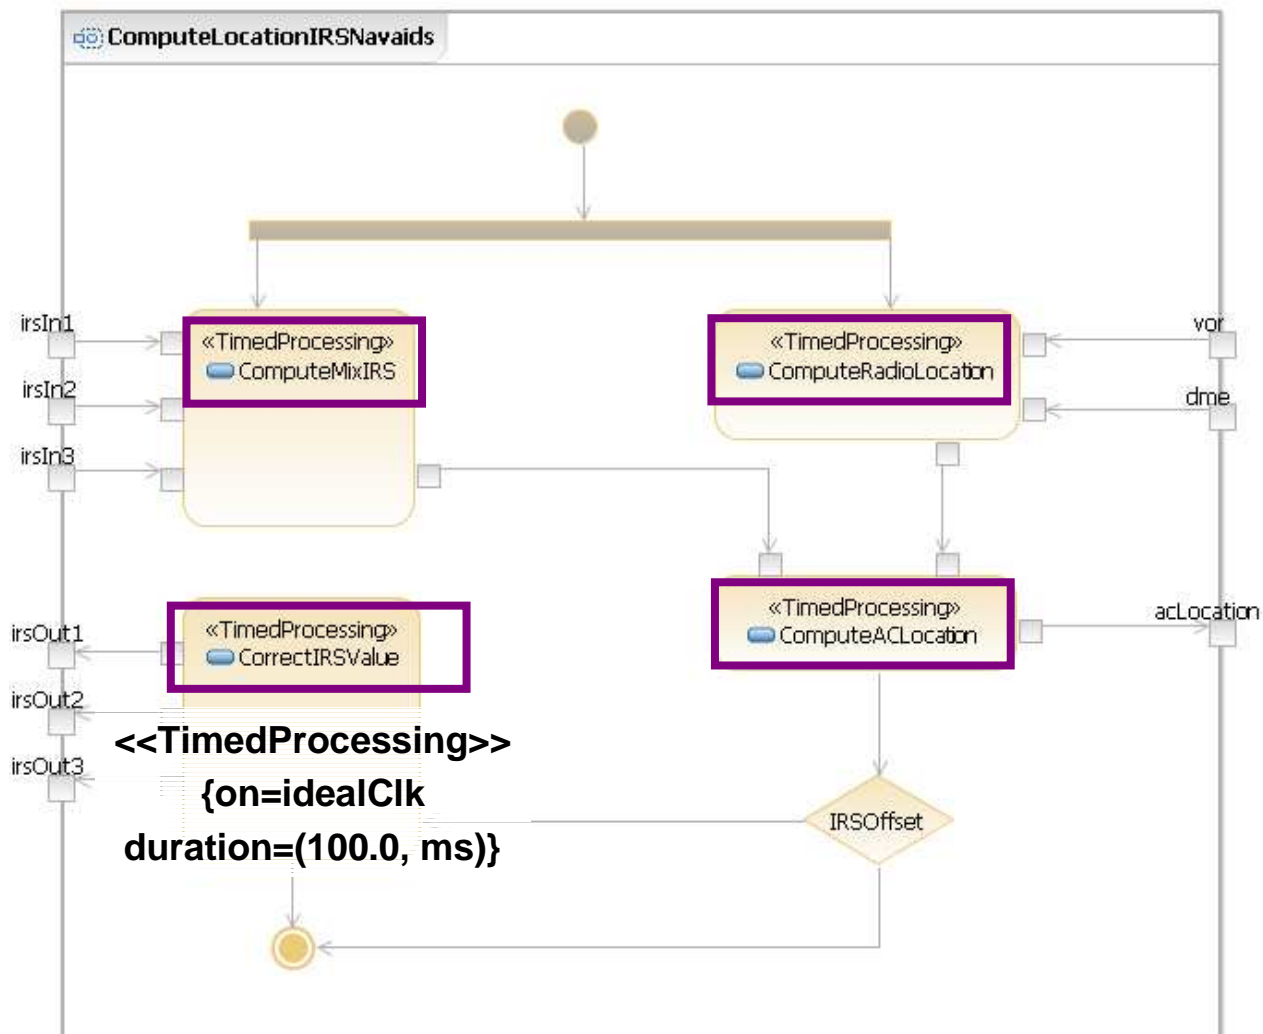 ComputeLocationIRSNavaids
irsIn1
«TimedProcessing»
ComputeMixIRS
«TimedProcessing»
ComputeRadioLocation
vor
irsIn2
dme
irsIn3
irsOut1
«TimedProcessing»
CorrectIRSValue
«TimedProcessing»
ComputeACLocation
acLocation
irsOut2
<<TimedProcessing>>
irsOut3
{on=idealClk
duration=(100.0, ms)}
IRSOffset